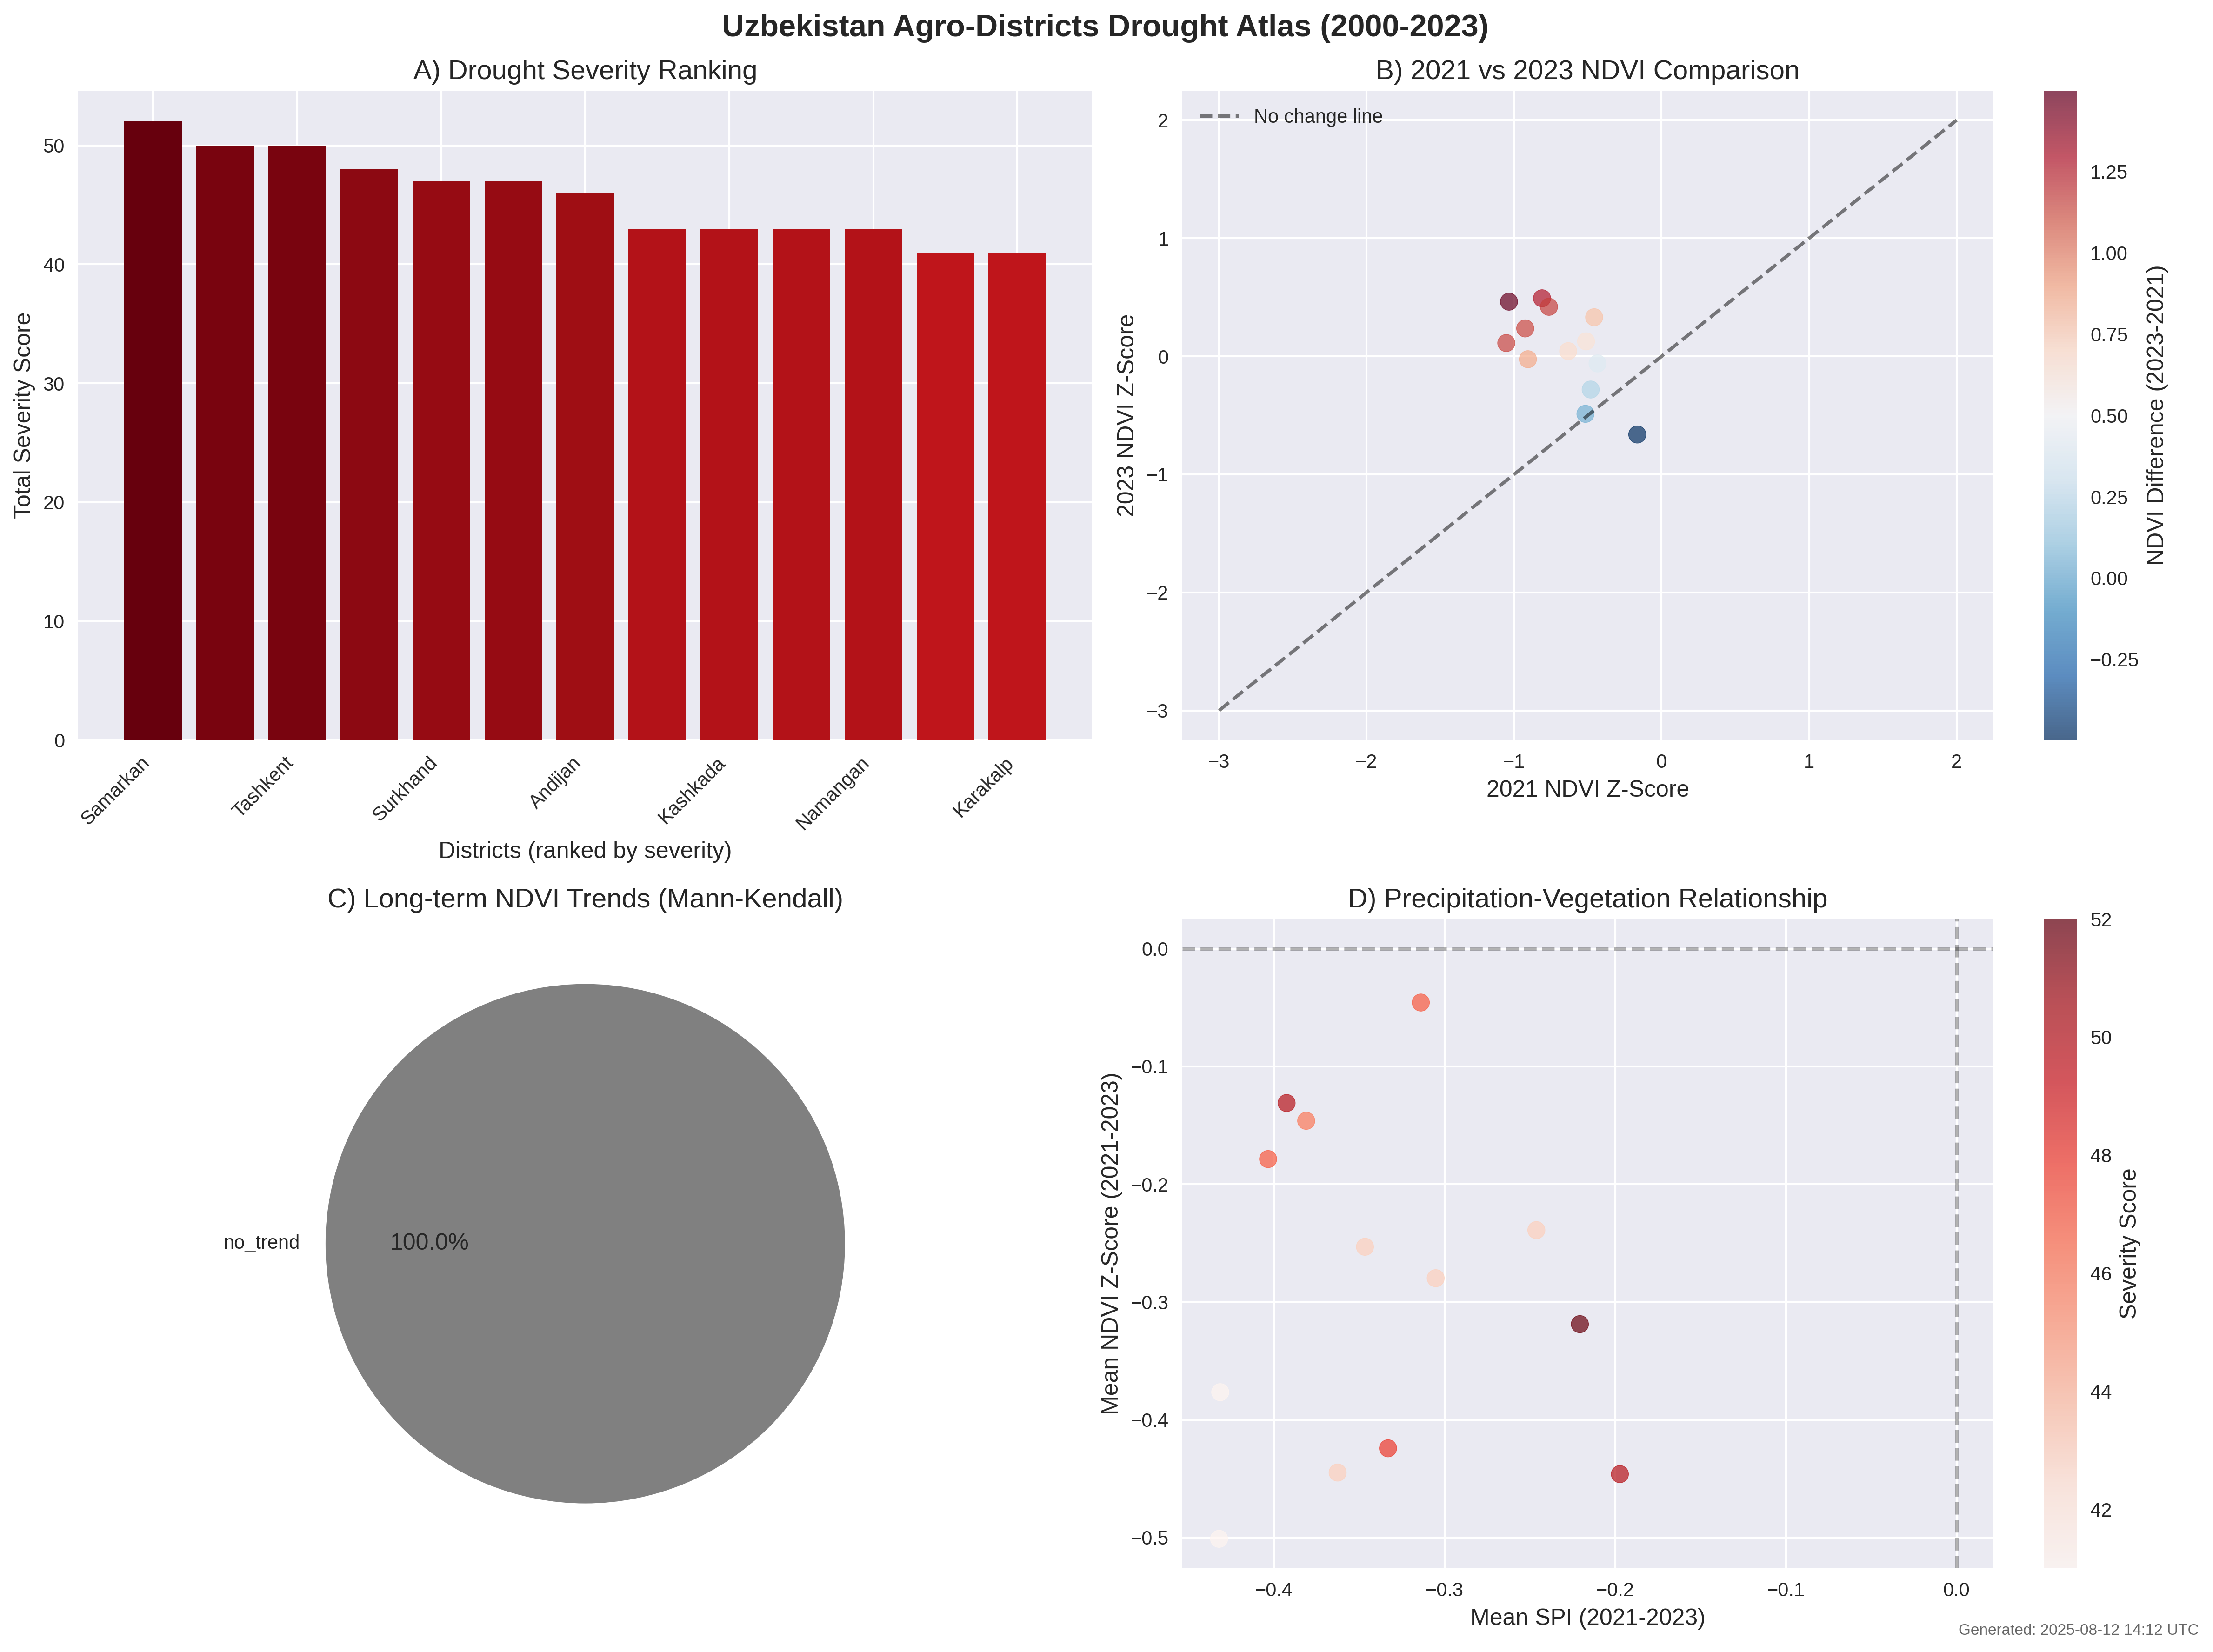 Uzbekistan Agro-Districts Drought Atlas (2000-2023)
A) Drought Severity Ranking
Total Severity Score
50
40
30
20
10
0
Samarkan
Tashkent
Surkhand
Andijan
Kashkada
Namangan
Karakalp
Districts (ranked by severity)
B) 2021 vs 2023 NDVI Comparison
No change line
2023 NDVI Z-Score
2
1
0
−1
−2
−3
−3
−2
−1
0
1
2
2021 NDVI Z-Score
1.25
1.00
0.75
0.50
0.25
0.00
−0.25
NDVI Difference (2023-2021)
C) Long-term NDVI Trends (Mann-Kendall)
no_trend
100.0%
D) Precipitation-Vegetation Relationship
Mean NDVI Z-Score (2021-2023)
0.0
−0.1
−0.2
−0.3
−0.4
−0.5
−0.4
−0.3
−0.2
−0.1
0.0
Mean SPI (2021-2023)
52
50
48
46
44
42
Severity Score
Generated: 2025-08-12 14:12 UTC